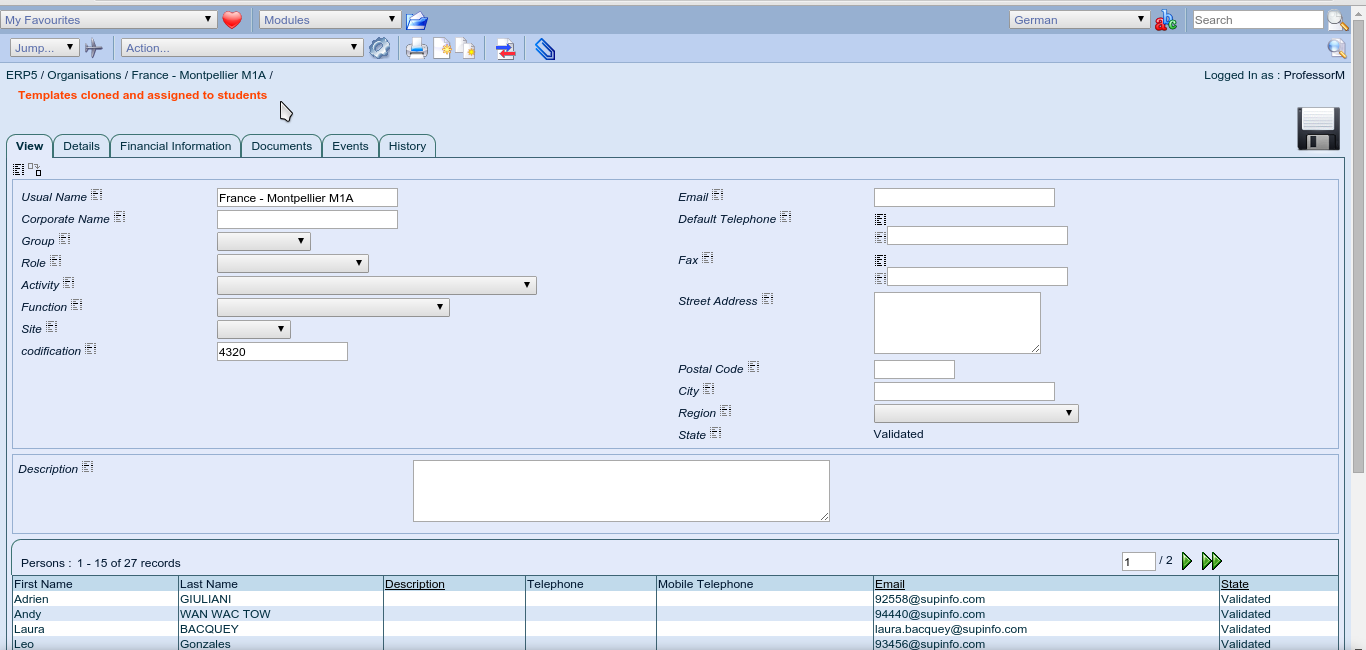 My Favourites Modules German Search
Jump... Action...
ERP5 / Organisations / France - Montpellier M1A / Logged In as : ProfessorM
Templates cloned and assigned to students
View Details Financial Information Documents Events History
Usual Name France - Montpellier M1A Email
Corporate Name Default Telephone
Group
Role Fax
Activity
Function Street Address
Site
codification 4320
Postal Code
City
Region
State Validated
Description
Persons : 1 - 15 of 27 records 1 / 2
First Name Last Name Description Telephone Mobile Telephone Email State
Adrien GIULIANI 92558@supinfo.com Validated
Andy WAN WAC TOW 94440@supinfo.com Validated
Laura BACQUEY laura.bacquey@supinfo.com Validated
Leo Gonzales 93456@supinfo.com Validated